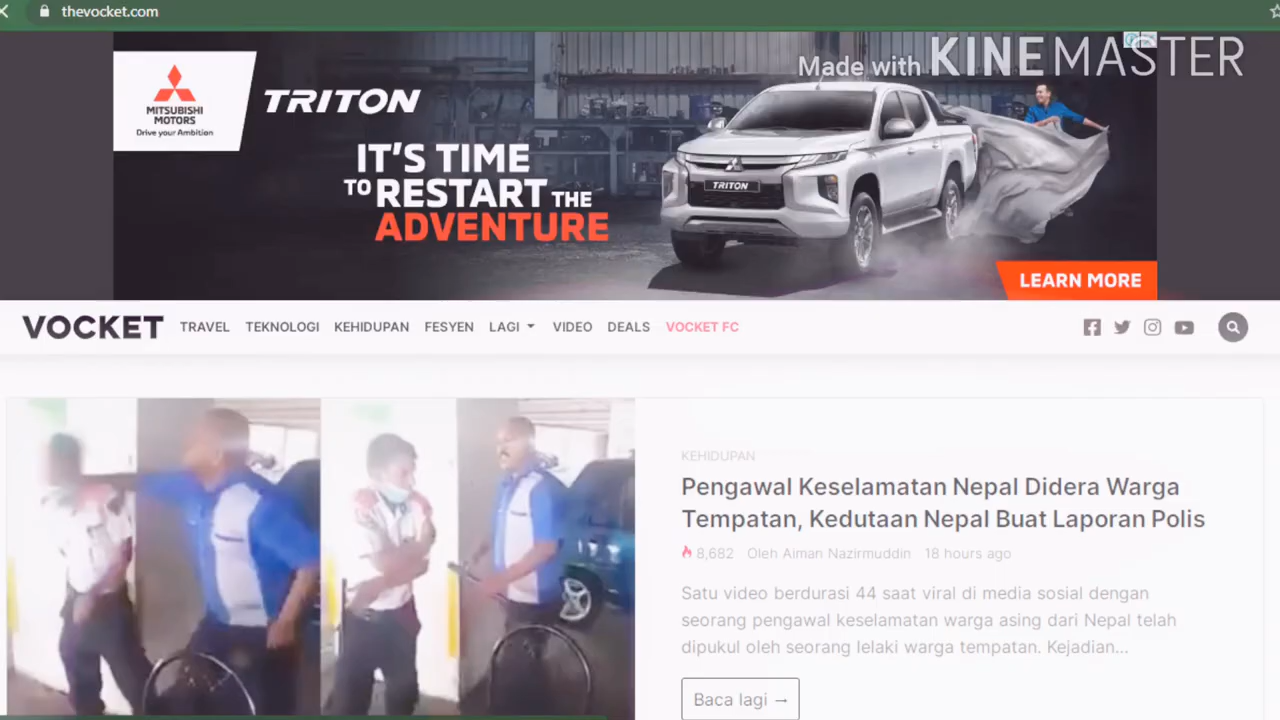 thevocket.com
Made with KINEMASTER
MITSUBISHI
MOTORS
Drive your Ambition
TRITON
IT'S TIME
TO RESTART THE
ADVENTURE
TRITON
LEARN MORE
VOCKET TRAVEL TEKNOLOGI KEHIDUPAN FESYEN LAGI VIDEO DEALS VOCKET FC
KEHIDUPAN
Pengawal Keselamatan Nepal Didera Warga
Tempatan, Kedutaan Nepal Buat Laporan Polis
8,682 Oleh Aiman Nazirmuddin 18 hours ago
Satu video berdurasi 44 saat viral di media sosial dengan
seorang pengawal keselamatan warga asing dari Nepal telah
dipukul oleh seorang lelaki warga tempatan. Kejadian...
Baca lagi →